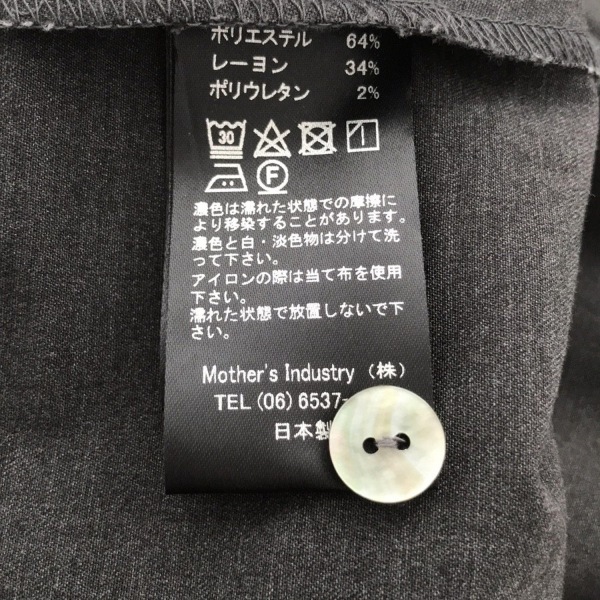 ポリエステル 64%
レーヨン 34%
ポリウレタン 2%
30
F
濃色は濡れた状態での摩擦に
より移染することがあります。
濃色と白・淡色物は分けて洗
って下さい。
アイロンの際は当て布を使用
下さい。
濡れた状態で放置しないで下
さい。
Mother's Industry (株)
TEL (06) 6537-
日本製